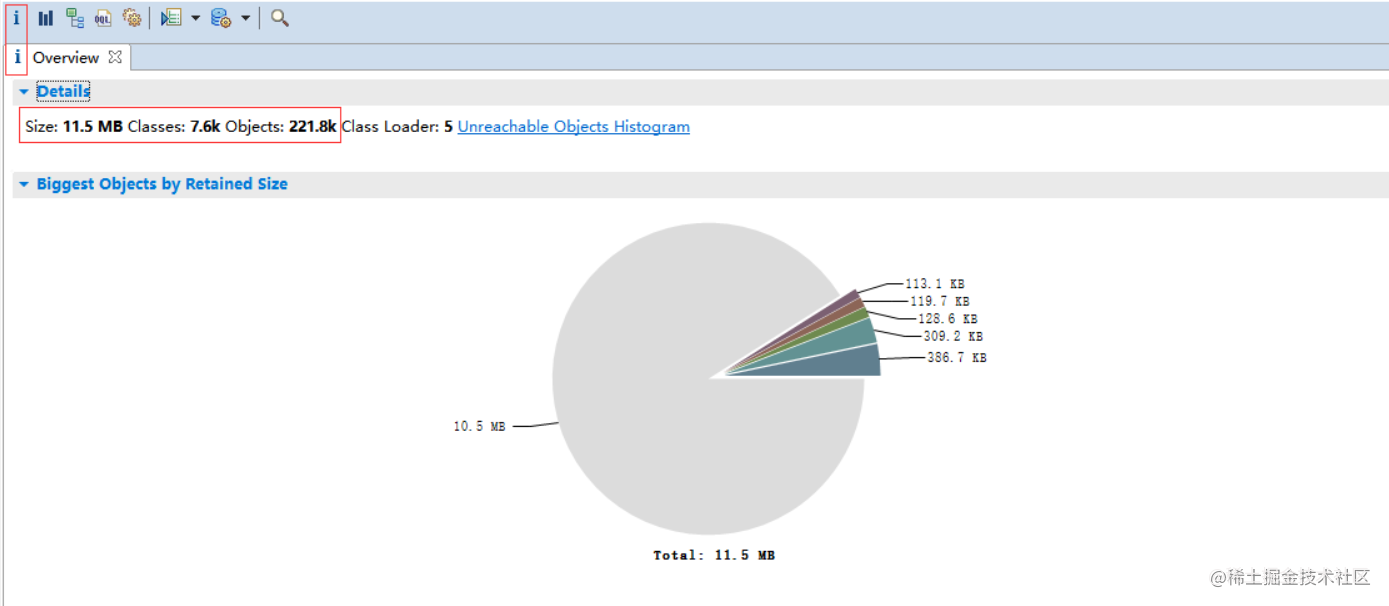 i OQL
i Overview
Details
Size: 11.5 MB Classes: 7.6k Objects: 221.8k Class Loader: 5 Unreachable Objects Histogram
Biggest Objects by Retained Size
113.1 KB
119.7 KB
128.6 KB
309.2 KB
386.7 KB
10.5 MB
Total: 11.5 MB
@稀土掘金技术社区